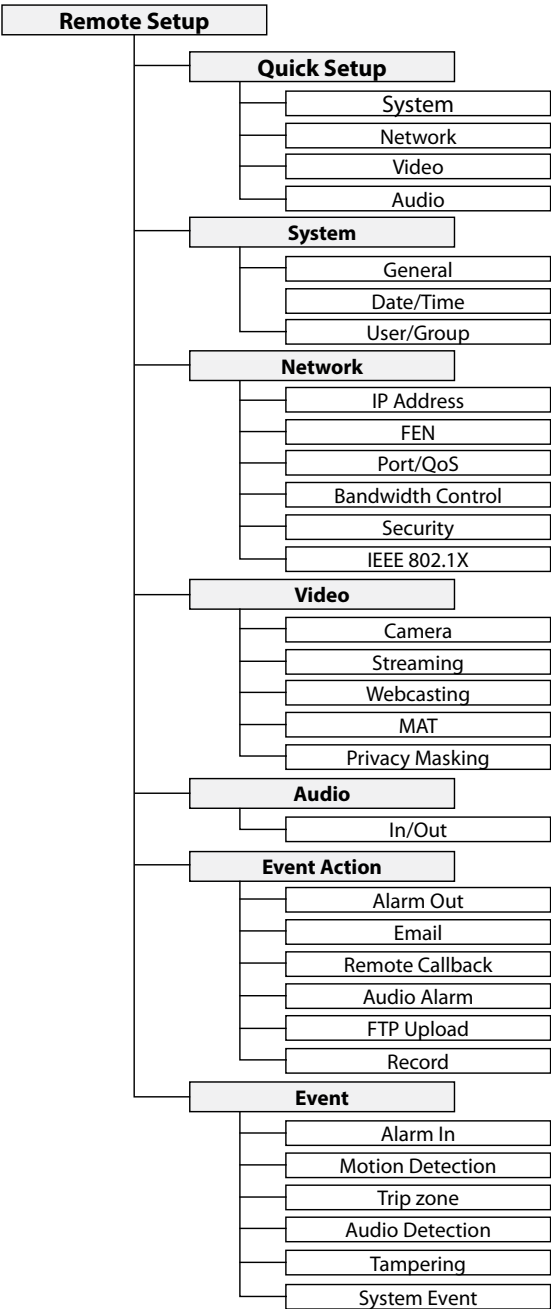 Remote Setup
Quick Setup
System
Network
Video
Audio
System
General
Date/Time
User/Group
Network
IP Address
FEN
Port/QoS
Bandwidth Control
Security
IEEE 802.1X
Video
Camera
Streaming
Webcasting
MAT
Privacy Masking
Audio
In/Out
Event Action
Alarm Out
Email
Remote Callback
Audio Alarm
FTP Upload
Record
Event
Alarm In
Motion Detection
Trip zone
Audio Detection
Tampering
System Event